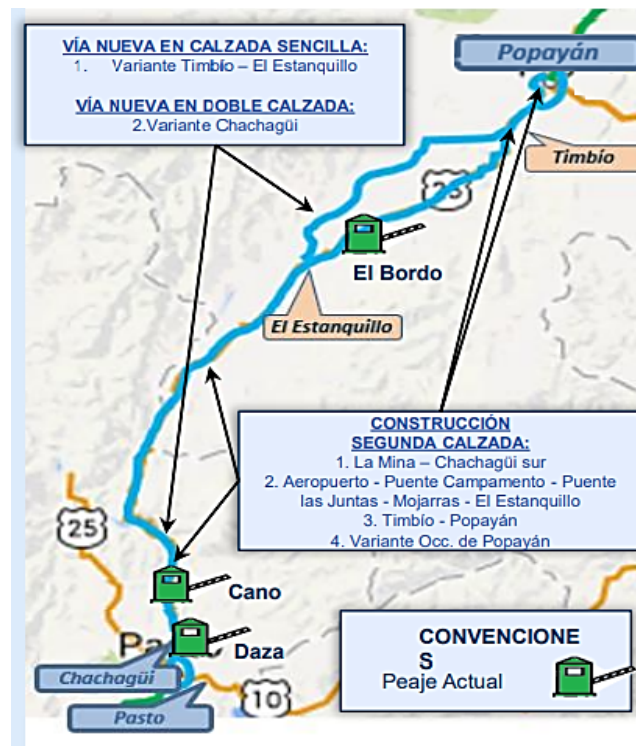 VÍA NUEVA EN CALZADA SENCILLA:
1. Variante Timbío – El Estanquillo
VÍA NUEVA EN DOBLE CALZADA:
2.Variante Chachagüi
Popayán
Timbío
25
El Bordo
El Estanquillo
CONSTRUCCIÓN
SEGUNDA CALZADA:
1. La Mina – Chachagüi sur
2. Aeropuerto - Puente Campamento - Puente
las Juntas - Mojarras - El Estanquillo
3. Timbío - Popayán
4. Variante Occ. de Popayán
25
Cano
Daza
Chachagüi
Pasto
10
CONVENCIONE
S
Peaje Actual